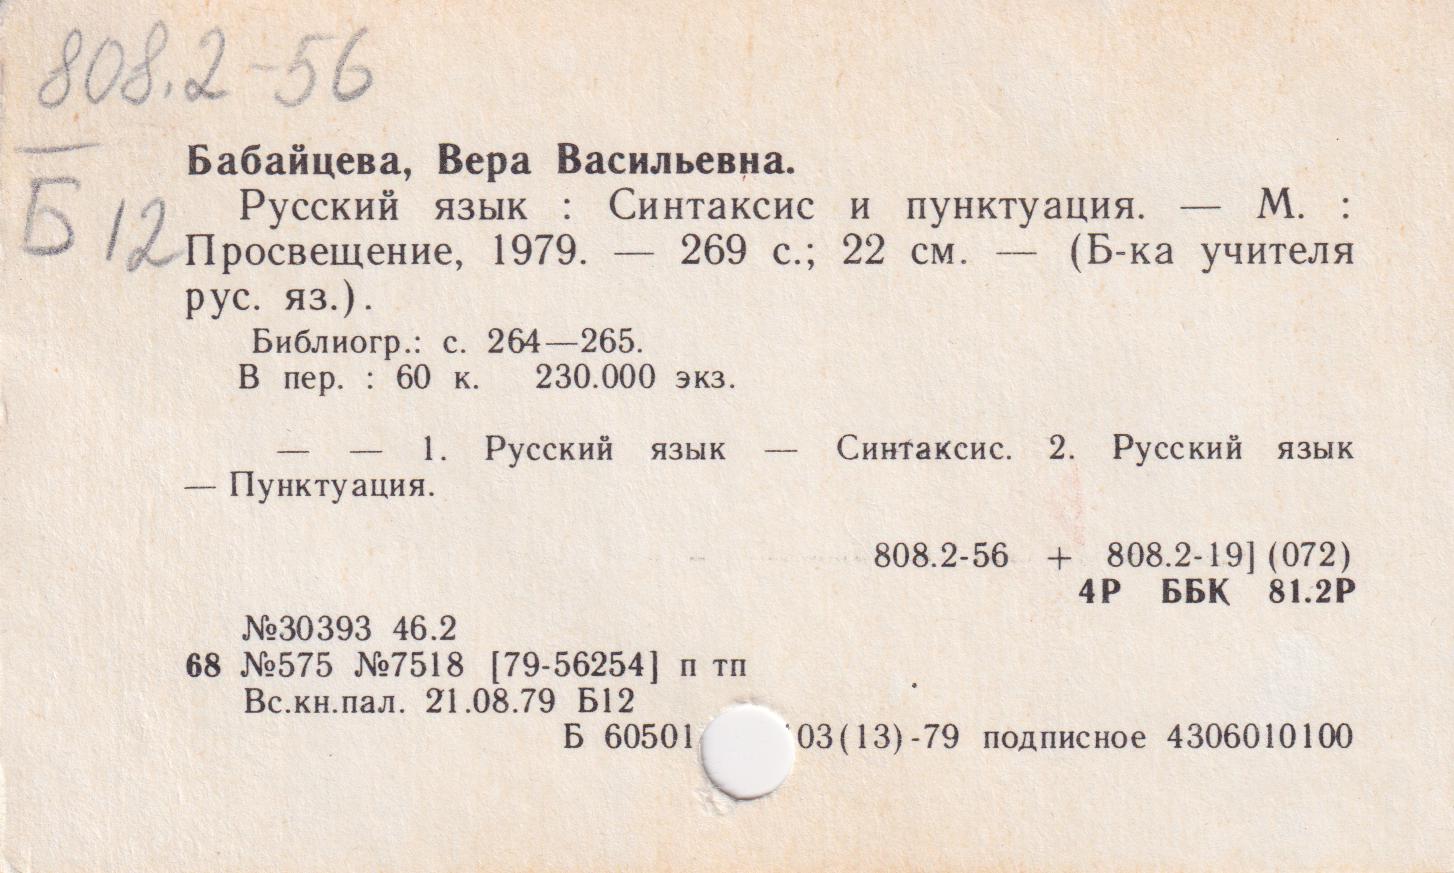 808.2-56
Б 12
Бабайцева, Вера Васильевна.
Русский язык : Синтаксис и пунктуация. — М. :
Просвещение, 1979. — 269 с.; 22 см. — (Б-ка учителя
рус. яз.).
Библиогр.: с. 264—265.
В пер. : 60 к. 230.000 экз.
— — 1. Русский язык — Синтаксис. 2. Русский язык
— Пунктуация.
808.2-56 + 808.2-19](072)
4Р ББК 81.2Р
№30393 46.2
68 №575 №7518 [79-56254] п тп
Вс.кн.пал. 21.08.79 Б12
Б 60501 03(13)-79 подписное 4306010100